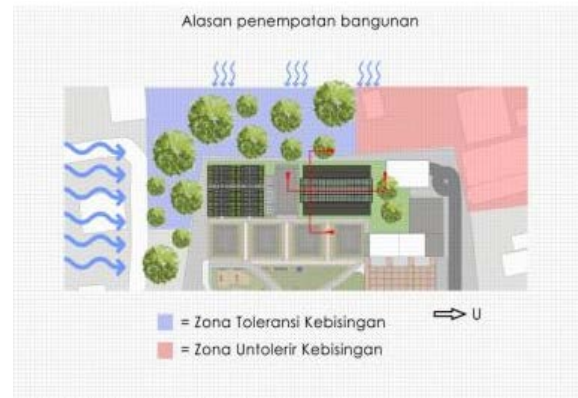 Alasan penempatan bangunan
U
= Zona Toleransi Kebisingan
= Zona Untolerir Kebisingan